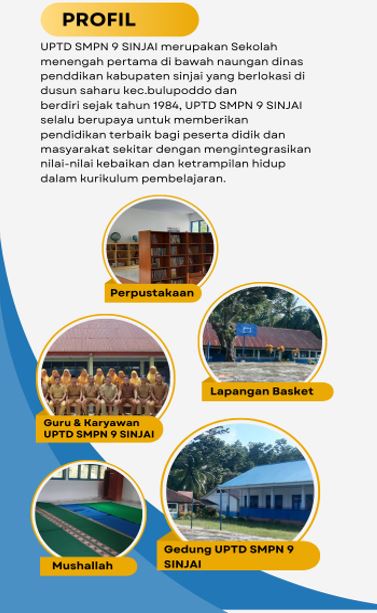 PROFIL
UPTD SMPN 9 SINJAI merupakan Sekolah
menengah pertama di bawah naungan dinas
penddikan kabupaten sinjai yang berlokasi di
dusun saharu kec.bulupoddo dan
berdiri sejak tahun 1984, UPTD SMPN 9 SINJAI
selalu berupaya untuk memberikan
pendidikan terbaik bagi peserta didik dan
masyarakat sekitar dengan mengintegrasikan
nilai-nilai kebaikan dan ketrampilan hidup
dalam kurikulum pembelajaran.
Perpustakaan
Lapangan Basket
Guru & Karyawan
UPTD SMPN 9 SINJAI
Gedung UPTD SMPN 9
SINJAI
Mushallah